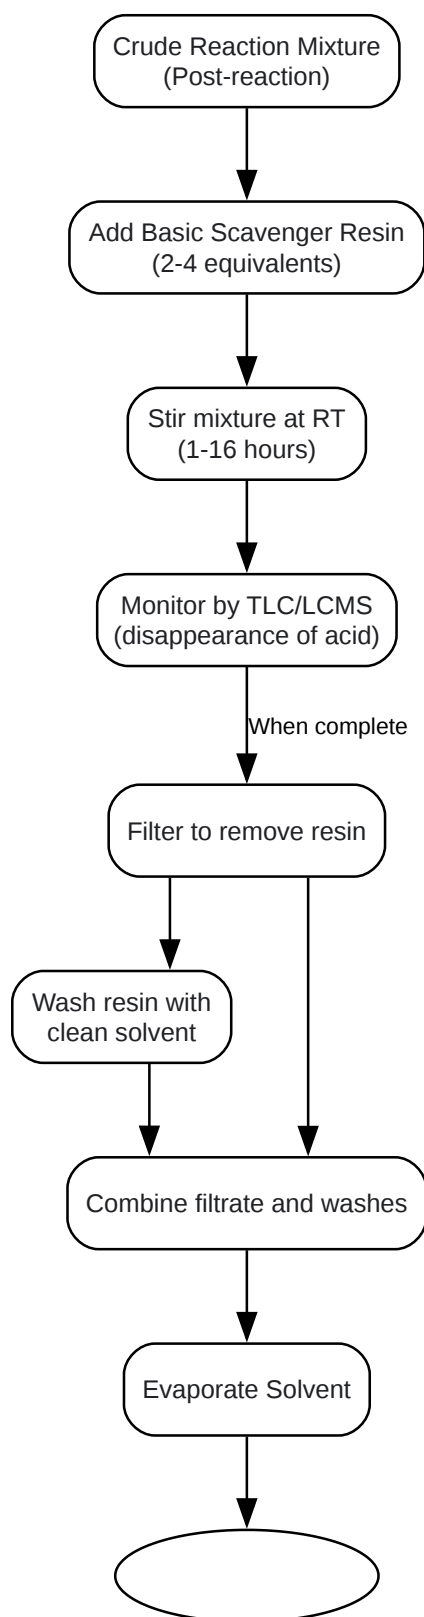 Crude Reaction Mixture
(Post-reaction)
Add Basic Scavenger Resin
(2-4 equivalents)
Stir mixture at RT
(1-16 hours)
Monitor by TLC/LCMS
(disappearance of acid)
When complete
Filter to remove resin
Wash resin with
clean solvent
Combine filtrate and washes
Evaporate Solvent